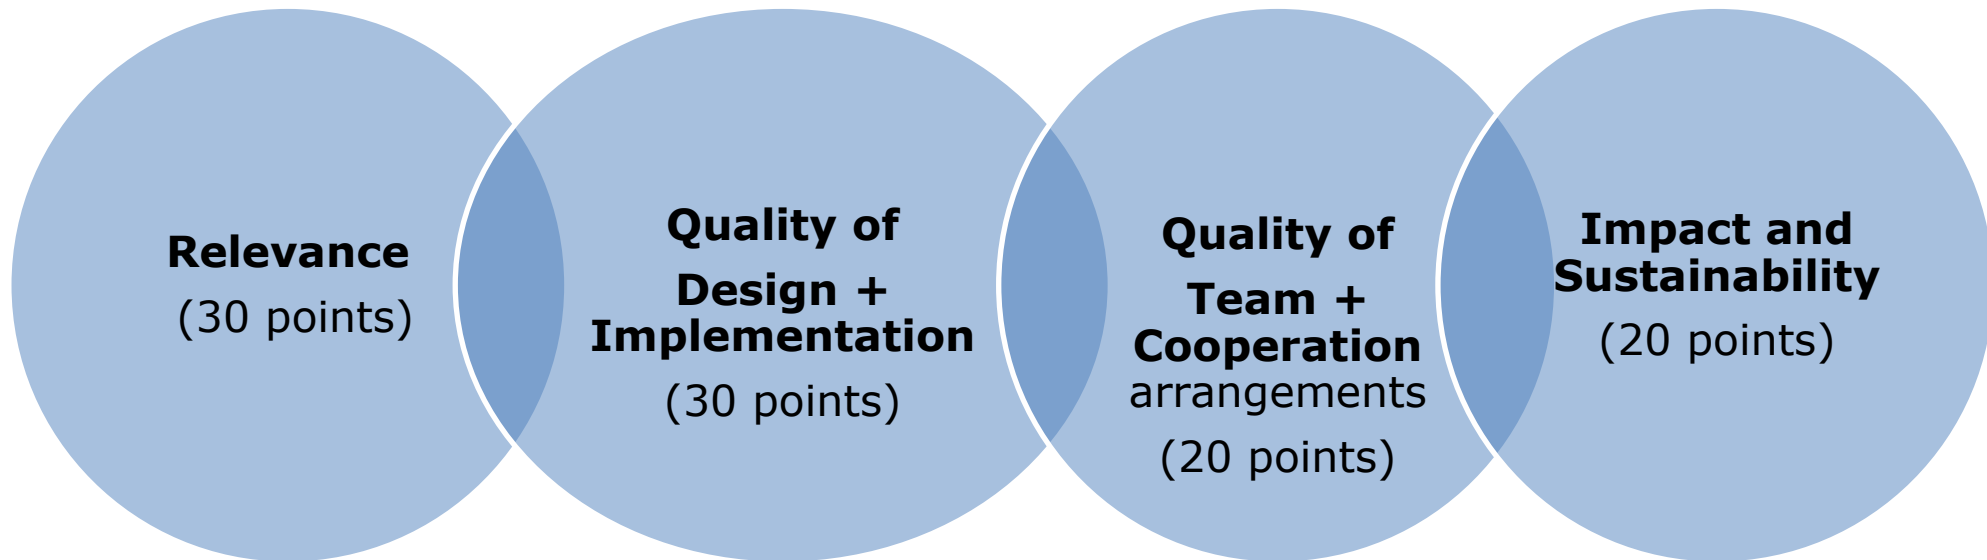 Relevance
(30 points)
Quality of
Design +
Implementation
(30 points)
Quality of
Team +
Cooperation
arrangements
(20 points)
Impact and
Sustainability
(20 points)